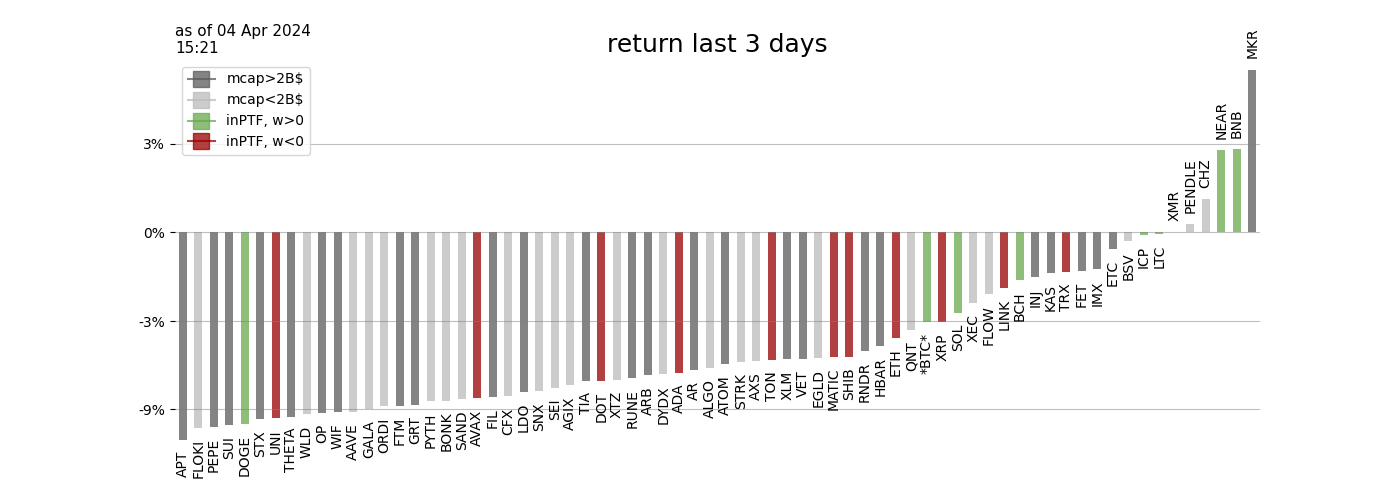 as of 04 Apr 2024
15:21
return last 3 days
mcap>2B$
mcap<2B$
inPTF, w>0
inPTF, w<0
3%
0%
-3%
-9%
APT
FLOKI
PEPE
SUI
DOGE
STX
UNI
THETA
WLD
OP
WIF
AAVE
GALA
ORDI
FTM
GRT
PYTH
BONK
SAND
AVAX
FIL
CFX
LDO
SNX
SEI
AGIX
TIA
DOT
XTZ
RUNE
ARB
DYDX
ADA
AR
ALGO
ATOM
STRK
AXS
TON
XLM
VET
EGLD
MATIC
SHIB
RNDR
HBAR
ETH
QNT
*BTC*
XRP
SOL
XEC
FLOW
LINK
BCH
INJ
KAS
TRX
FET
IMX
ETC
BSV
ICP
LTC
XMR
PENDLE
CHZ
NEAR
BNB
MKR